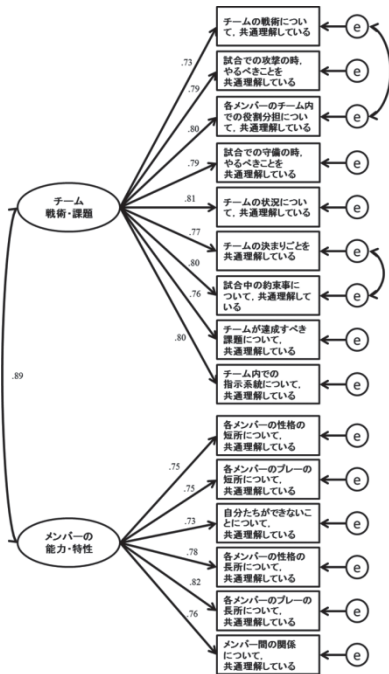 チームの戦術につい
て、共通理解している
e
.73
試合での攻撃の時、
やるべきことを
共通理解している
e
.79
各メンバーのチーム内
での役割分担につい
て、共通理解している
e
.80
試合での守備の時、
やるべきことを
共通理解している
e
.79
チーム
戦術・課題
チームの状況につい
て、共通理解している
e
.81
チームの決まりごとを
共通理解している
e
.77
試合中の約束事に
ついて、共通理解して
いる
e
.80
チームが達成すべき
課題について、
共通理解している
e
.76
チーム内での
指示系統について、
共通理解している
e
.80
.89
各メンバーの性格の
短所について、
共通理解している
e
.75
各メンバーのプレーの
短所について、
共通理解している
e
.75
自分たちができないこ
とについて、
共通理解している
e
.73
メンバーの
能力・特性
各メンバーの性格の
長所について、
共通理解している
e
.78
各メンバーのプレーの
長所について、
共通理解している
e
.82
メンバー間の関係
について、
共通理解している
e
.76